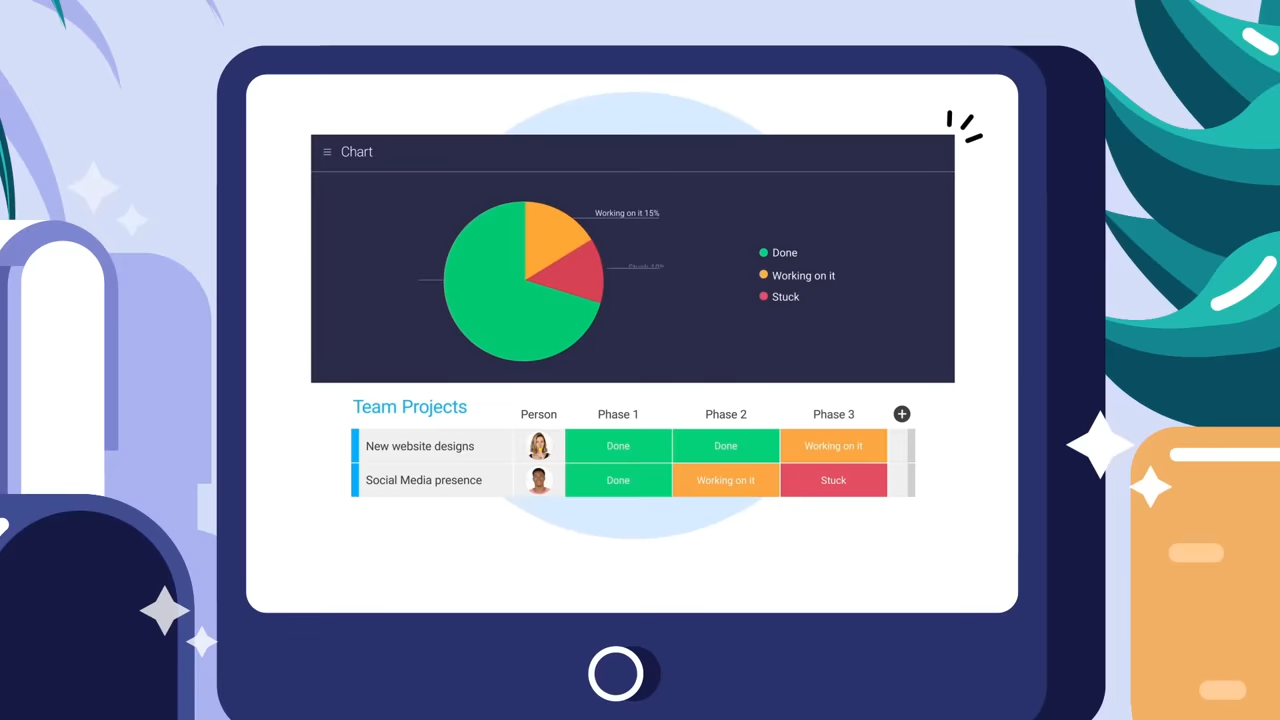 Chart
Working on it 15%
Done
Working on it
Stuck
Team Projects
Person Phase 1 Phase 2 Phase 3
New website designs Done Done Working on it
Social Media presence Done Working on it Stuck